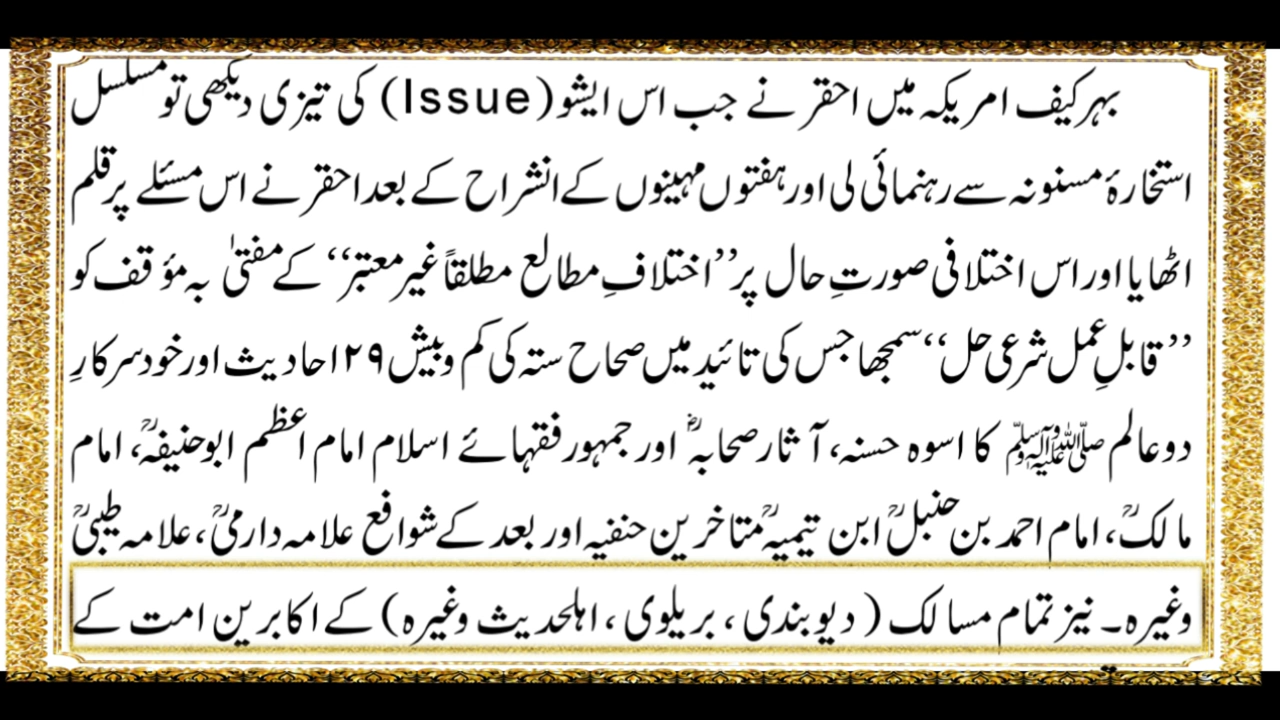 بہرکیف امریکہ میں احقر نے جب اس ایشو (Issue) کی تیزی دیکھی تو مسلسل
استخارۂ مسنونہ سے رہنمائی لی اور ہفتوں مہینوں کے انشراح کے بعد احقر نے اس مسئلے پر قلم
اٹھایا اور اس اختلافی صورتِ حال پر ’’اختلافِ مطالع مطلقاً غیر معتبر‘‘ کے مفتیٰ بہ مؤقف کو
’’قابلِ عمل شرعی حل‘‘ سمجھا جس کی تائید میں صحاح ستہ کی کم و بیش ۲۹ احادیث اور خود سرکارِ
دو عالم ﷺ کا اسوہ حسنہ، آثار صحابہؓ اور جمہور فقہائے اسلام امام اعظم ابوحنیفہؒ، امام
مالکؒ، امام احمد بن حنبلؒ ابن تیمیہؒ متاخرین حنفیہ اور بعد کے شوافع علامہ دارمیؒ، علامہ طیبیؒ
وغیرہ۔ نیز تمام مسالک (دیوبندی، بریلوی، اہلحدیث وغیرہ) کے اکابرین امت کے